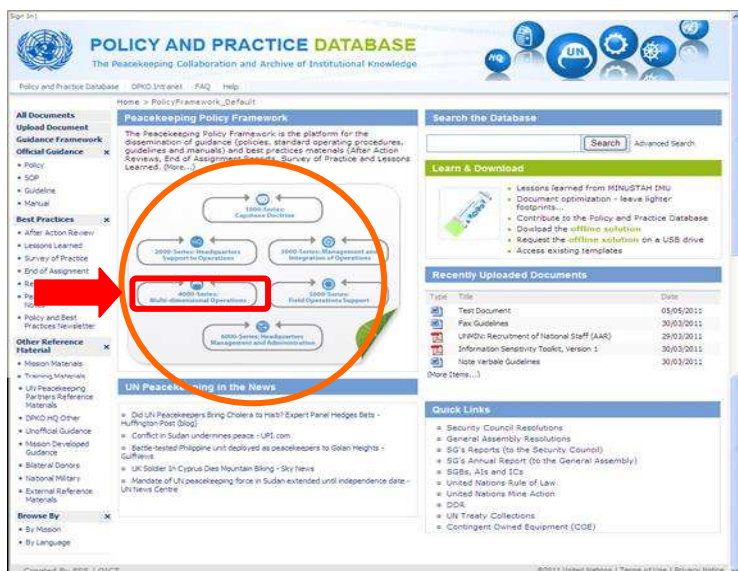 Sign In |
POLICY AND PRACTICE DATABASE
The Peacekeeping Collaboration and Archive of Institutional Knowledge
HQ
UN
Policy and Practice Database DPKO Intranet FAQ Help
Home > PolicyFramework_Default
All Documents
Upload Document
Guidance Framework
Official Guidance x
Policy
SOP
Guideline
Manual
Best Practices x
After Action Review
Lessons Learned
Survey of Practice
End of Assignment
Policy and Best
Practices Newsletter
Other Reference
Material x
Mission Materials
Training Materials
UN Peacekeeping
Partners Reference
Materials
DPKO HQ Other
Unofficial Guidance
Mission Developed
Guidance
Bilateral Donors
National Military
External Reference
Materials
Browse By x
By Mission
By Language
Peacekeeping Policy Framework
The Peacekeeping Policy Framework is the platform for the
dissemination of guidance (policies, standard operating procedures,
guidelines and manuals) and best practices materials (After Action
Reviews, End of Assignment Reports, Survey of Practice and Lessons
Learned. (More...)
1000-Series:
Capstone Doctrine
2000-Series: Headquarters
Support to Operations
3000-Series: Management and
Integration of Operations
4000-Series:
Multi-dimensional Operations
5000-Series:
Field Operations Support
6000-Series: Headquarters
Management and Administration
UN Peacekeeping in the News
Did UN Peacekeepers Bring Cholera to Haiti? Expert Panel Hedges Bets -
Huffington Post (blog)
Conflict in Sudan undermines peace - UPI.com
Battle-tested Philippine unit deployed as peacekeepers to Golan Heights -
GulfNews
UK Soldier In Cyprus Dies Mountain Biking - Sky News
Mandate of UN peacekeeping force in Sudan extended until independence date -
UN News Centre
Search the Database
Search Advanced Search
Learn & Download
Lessons learned from MINUSTAH IMU
Document optimization - leave lighter
footprints...
Contribute to the Policy and Practice Database
Dowload the offline solution
Request the offline solution on a USB drive
Access existing templates
Recently Uploaded Documents
Type Title Date
Test Document 05/05/2011
Fax Guidelines 30/03/2011
UNMIN: Recruitment of National Staff (AAR) 29/03/2011
Information Sensitivity Toolkit, Version 1 30/03/2011
Note Verbale Guidelines 30/03/2011
(More Items...)
Quick Links
Security Council Resolutions
General Assembly Resolutions
SG's Reports (to the Security Council)
SG's Annual Report (to the General Assembly)
SGBs, AIs and ICs
United Nations Rule of Law
United Nations Mine Action
DDR
UN Treaty Collections
Contingent Owned Equipment (COE)
©2011 United Nations | Terms of Use | Privacy Notice